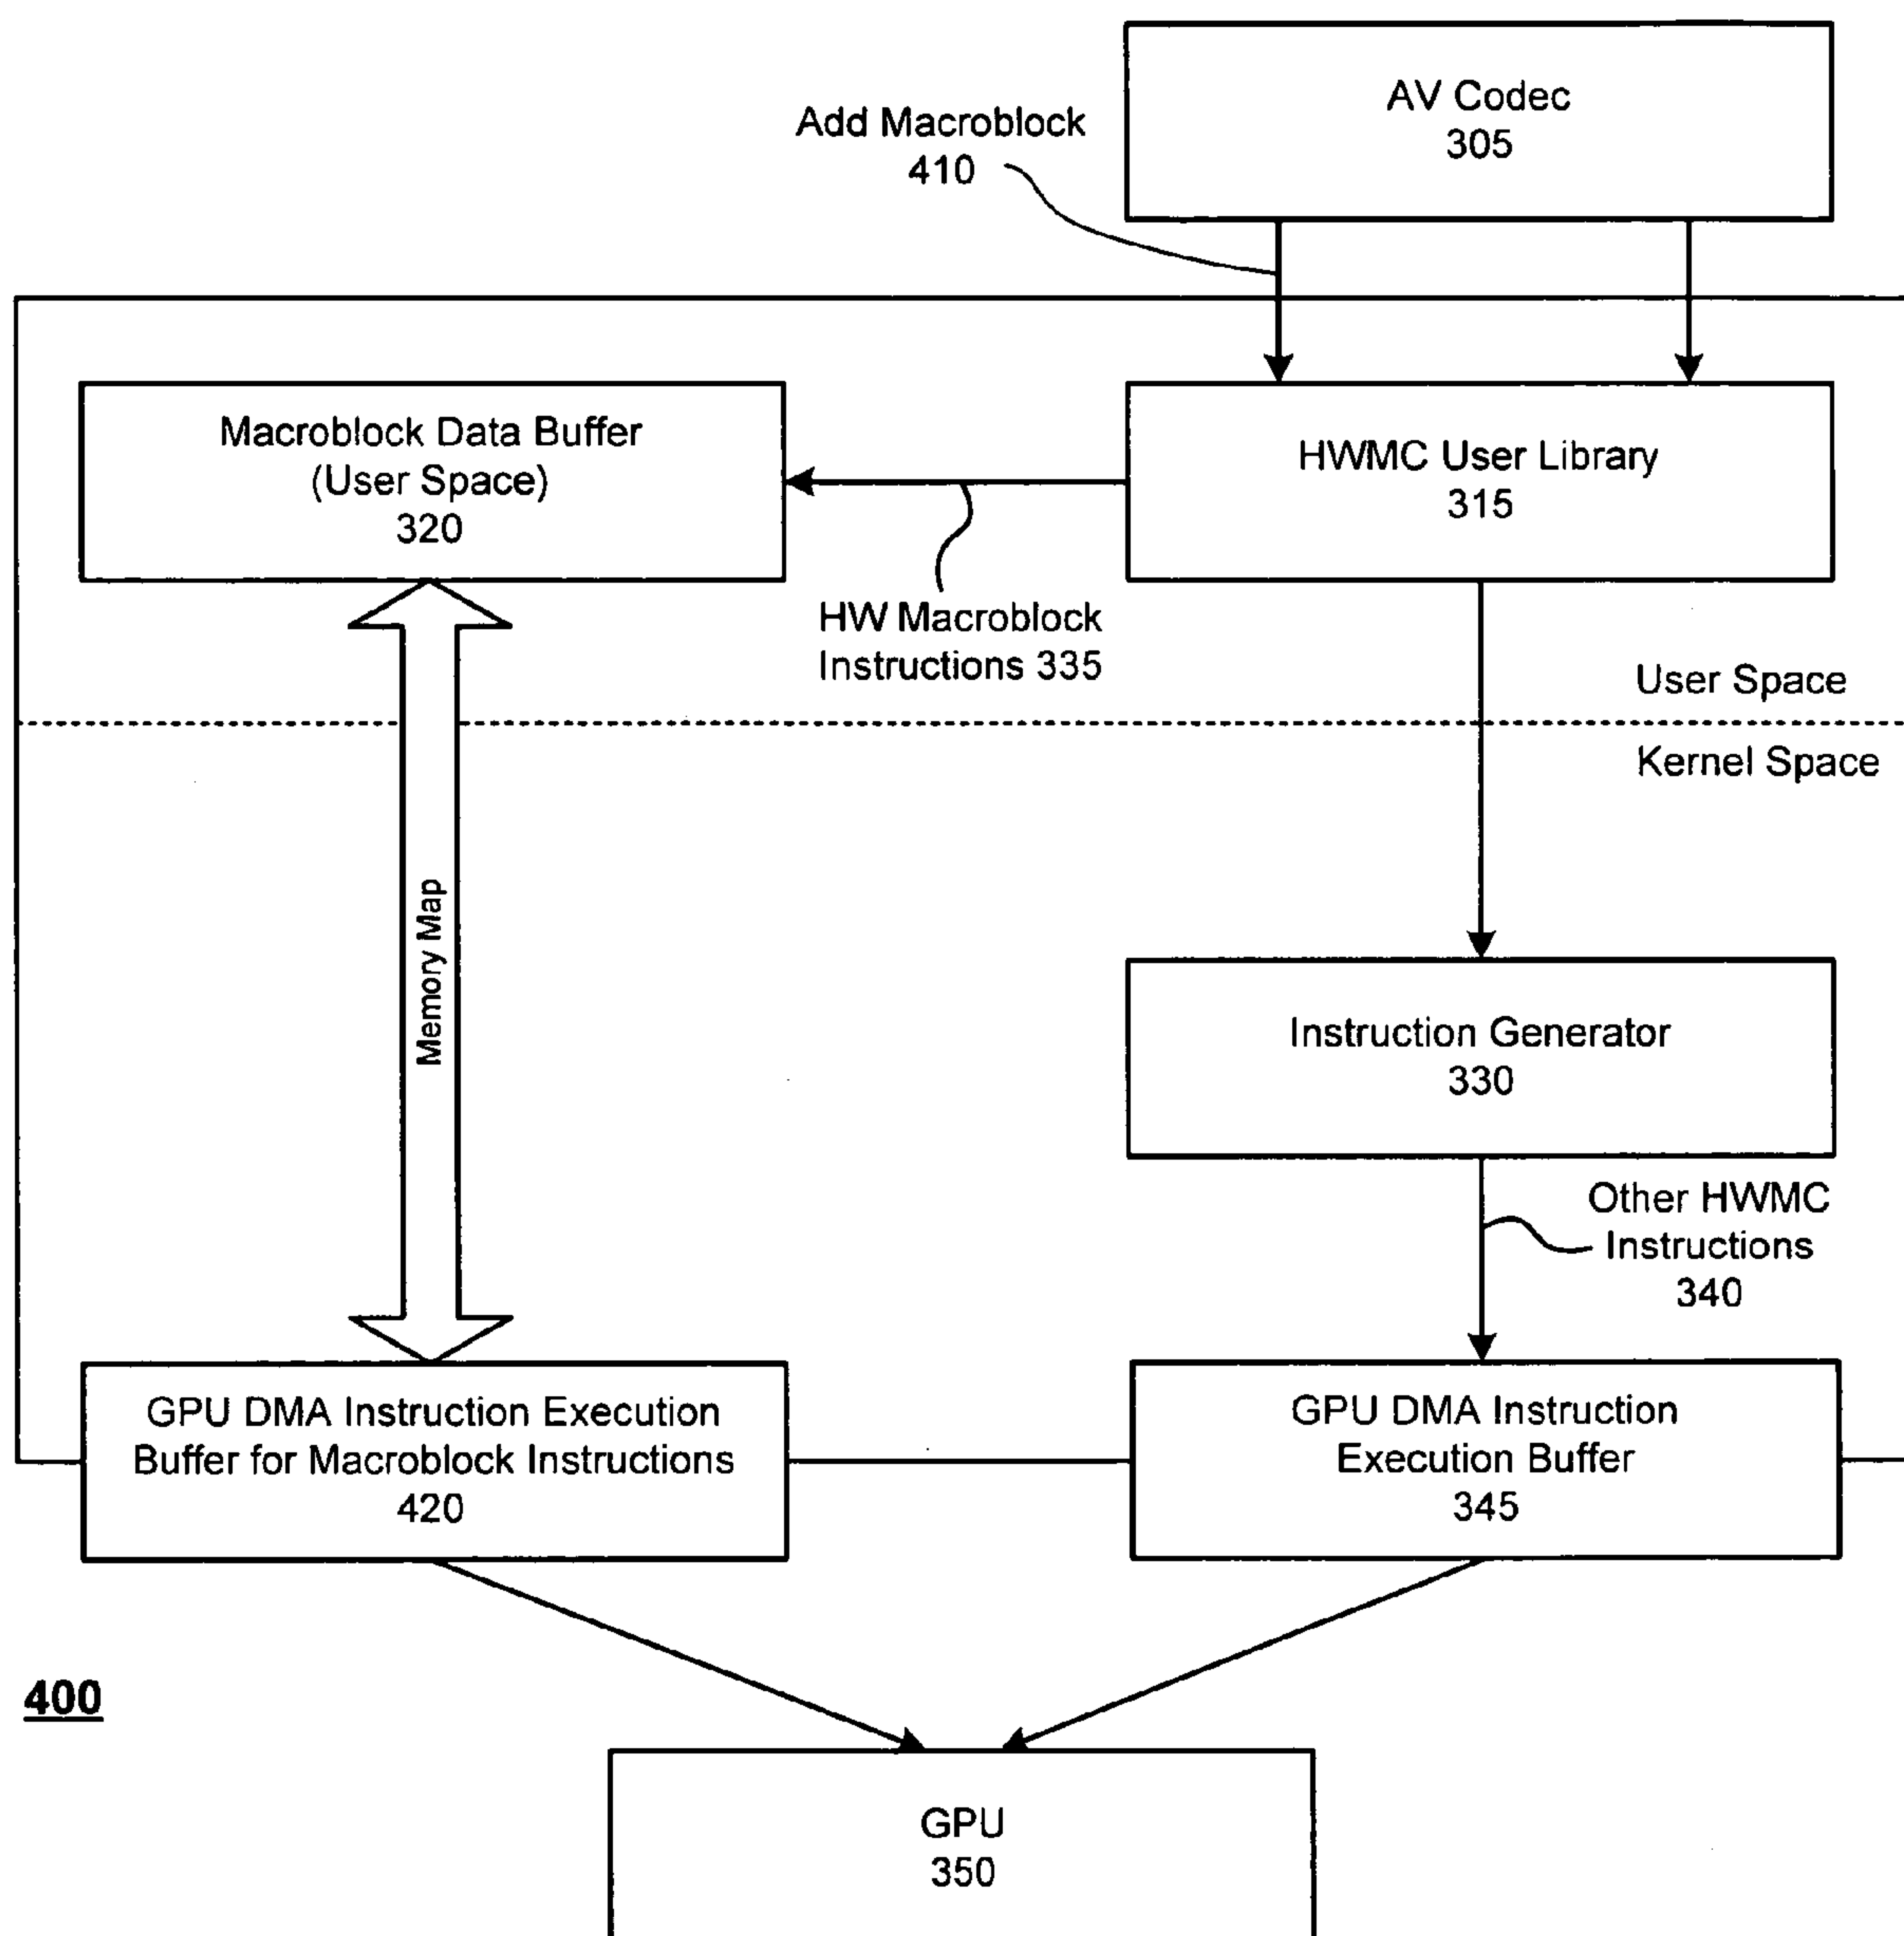 AV Codec
305
Add Macroblock
410
Macroblock Data Buffer
(User Space)
320
HWMC User Library
315
HW Macroblock
Instructions 335
User Space
Kernel Space
Memory Map
Instruction Generator
330
Other HWMC
Instructions
340
GPU DMA Instruction Execution
Buffer for Macroblock Instructions
420
GPU DMA Instruction
Execution Buffer
345
400
GPU
350